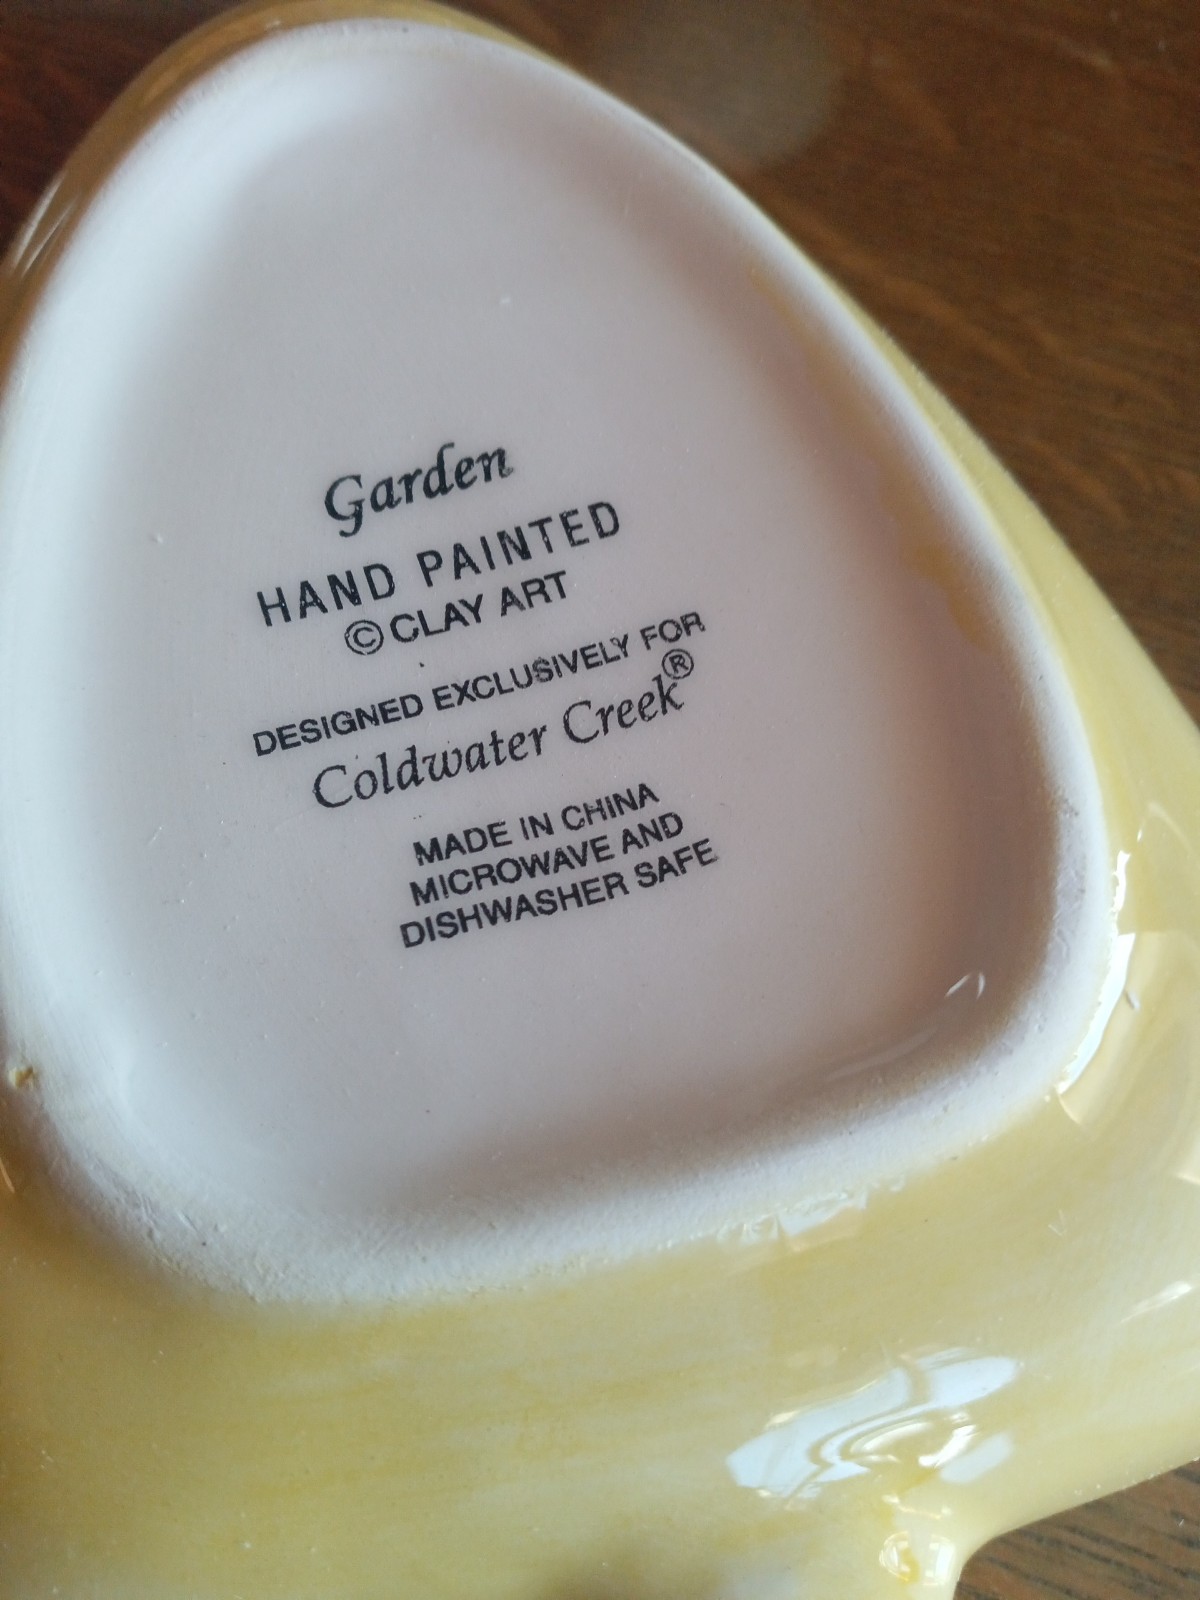 Garden
HAND PAINTED
©CLAY ART
DESIGNED EXCLUSIVELY FOR
Coldwater Creek®
MADE IN CHINA
MICROWAVE AND
DISHWASHER SAFE